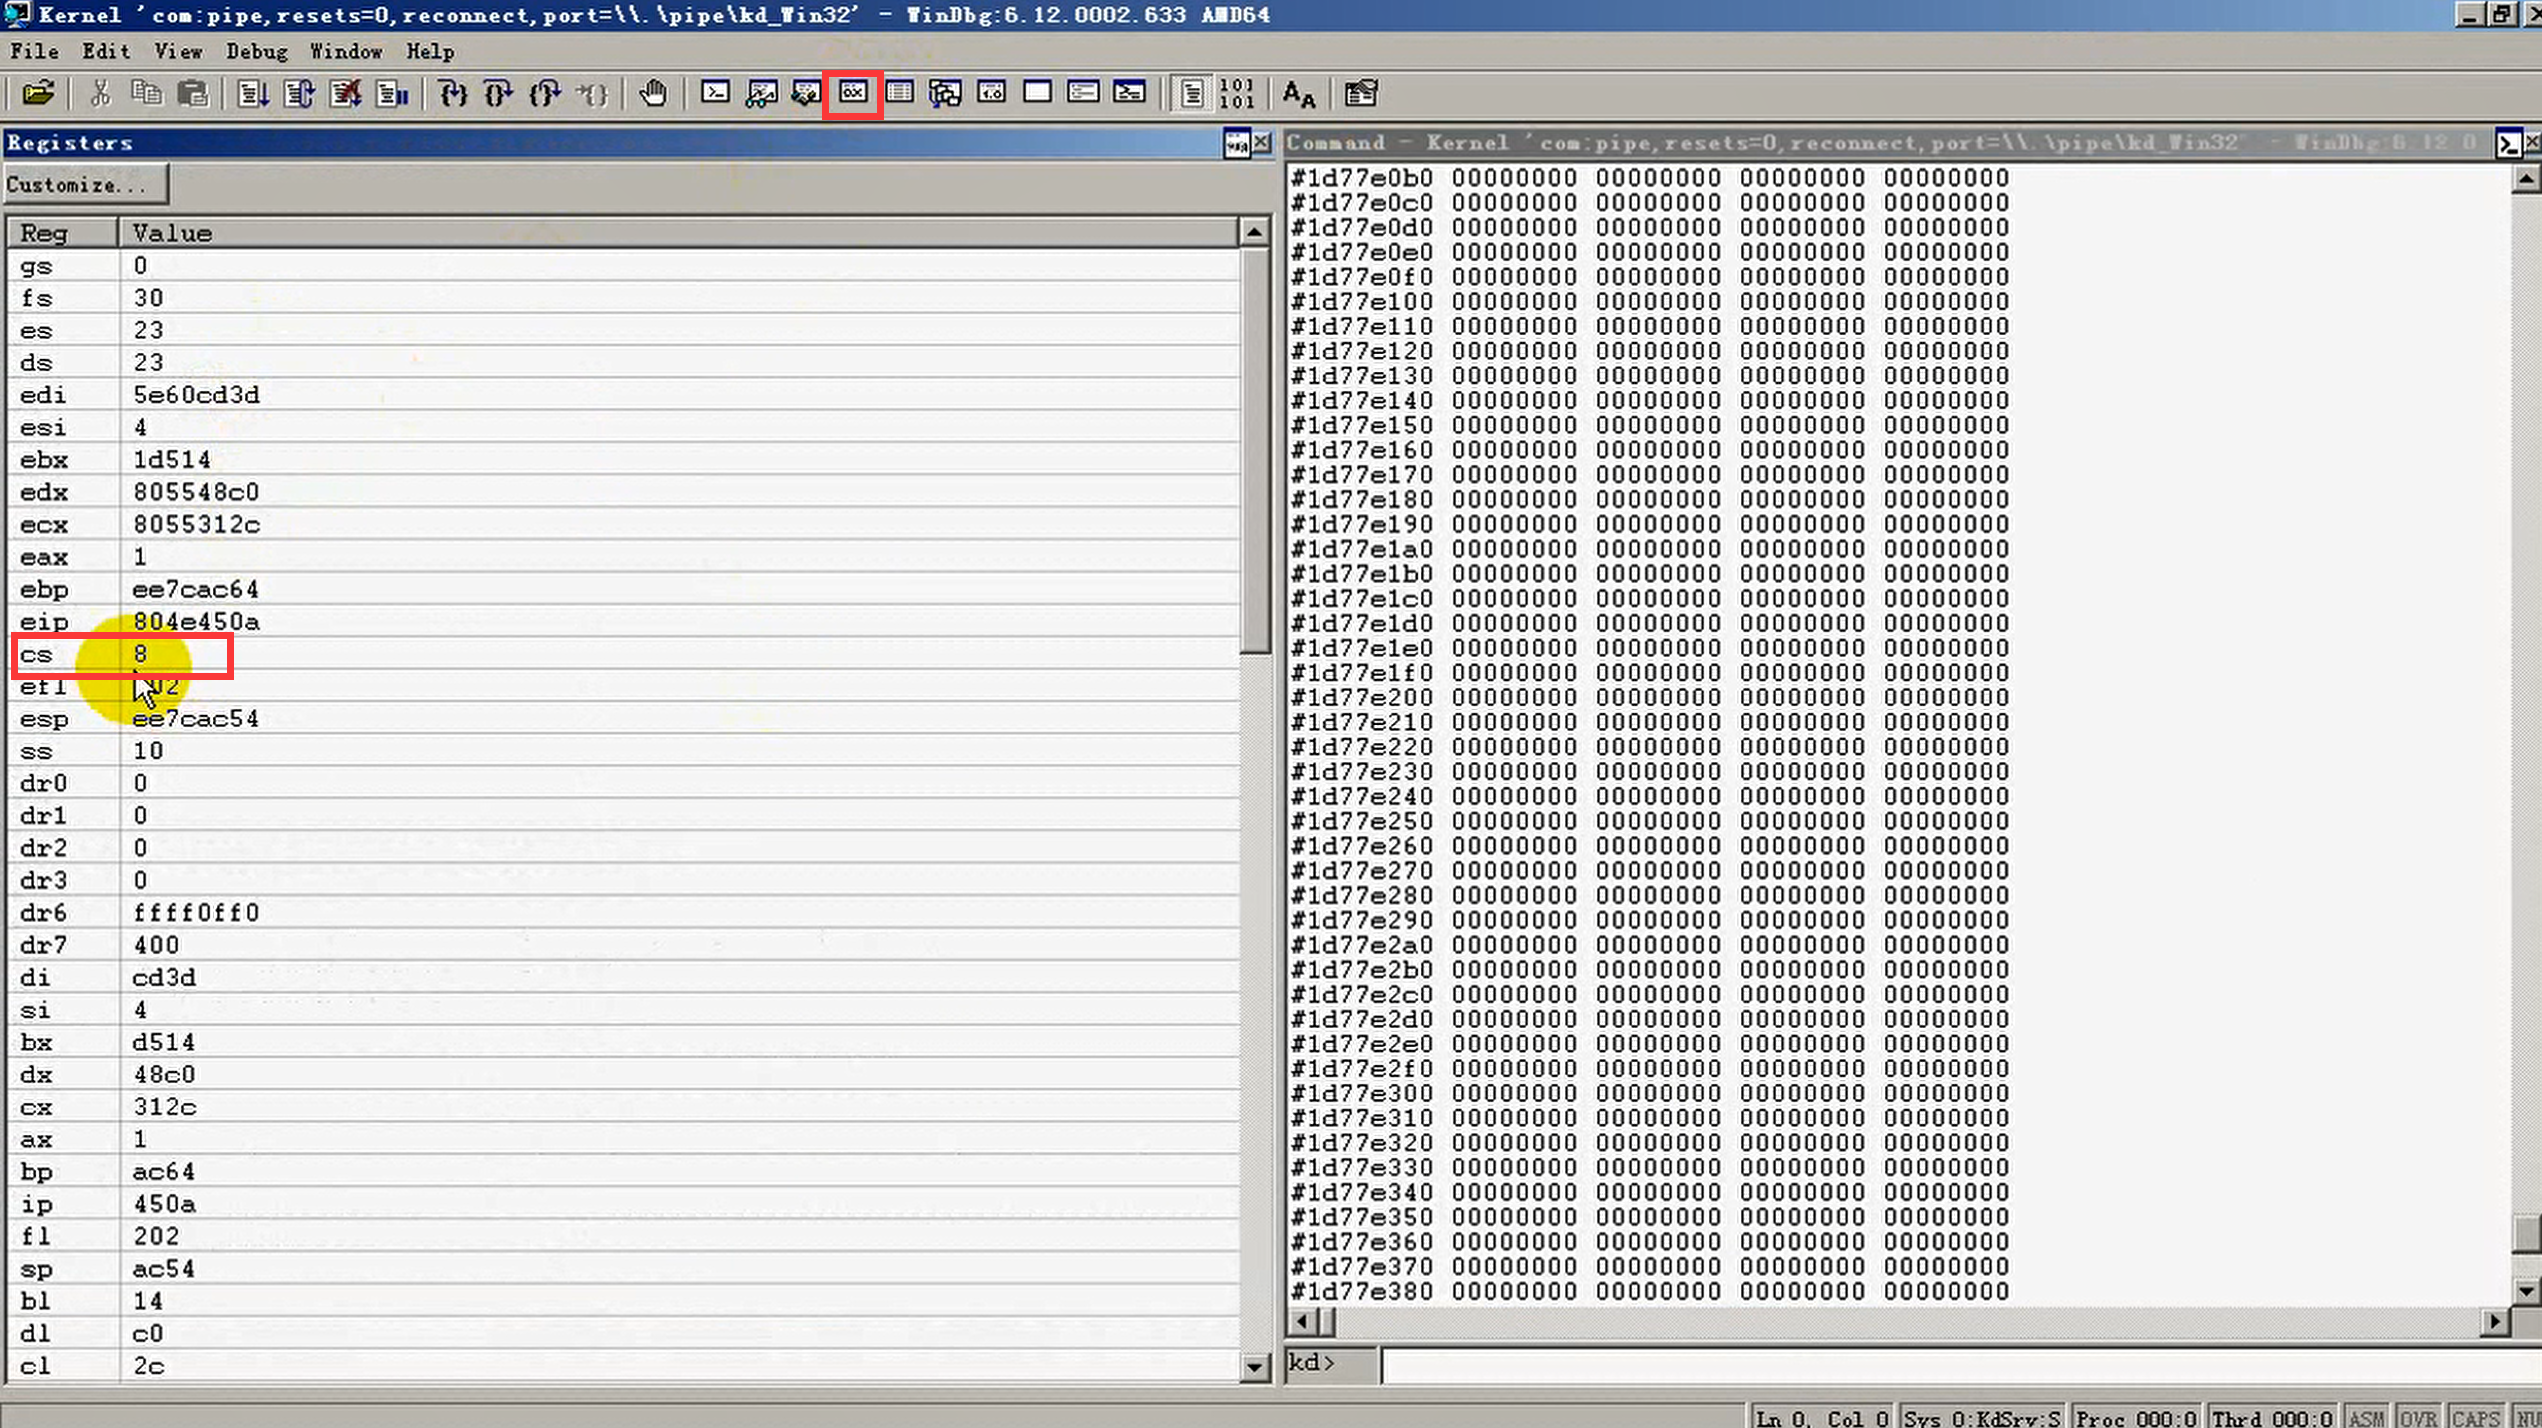 Kernel 'com:pipe,resets=0,reconnect,port=\\.\pipe\kd_Win32' - WinDbg:6.12.0002.633 AMD64
File Edit View Debug Window Help
Registers
Customize...
Reg Value
gs 0
fs 30
es 23
ds 23
edi 5e60cd3d
esi 4
ebx 1d514
edx 805548c0
ecx 8055312c
eax 1
ebp ee7cac64
eip 804e450a
cs 8
efl 02
esp ee7cac54
ss 10
dr0 0
dr1 0
dr2 0
dr3 0
dr6 ffff0ff0
dr7 400
di cd3d
si 4
bx d514
dx 48c0
cx 312c
ax 1
bp ac64
ip 450a
fl 202
sp ac54
bl 14
dl c0
cl 2c
Command - Kernel 'com:pipe,resets=0,reconnect,port=\\.\pipe\kd_Win32' - WinDbg:6.12.0
#1d77e0b0 00000000 00000000 00000000 00000000
#1d77e0c0 00000000 00000000 00000000 00000000
#1d77e0d0 00000000 00000000 00000000 00000000
#1d77e0e0 00000000 00000000 00000000 00000000
#1d77e0f0 00000000 00000000 00000000 00000000
#1d77e100 00000000 00000000 00000000 00000000
#1d77e110 00000000 00000000 00000000 00000000
#1d77e120 00000000 00000000 00000000 00000000
#1d77e130 00000000 00000000 00000000 00000000
#1d77e140 00000000 00000000 00000000 00000000
#1d77e150 00000000 00000000 00000000 00000000
#1d77e160 00000000 00000000 00000000 00000000
#1d77e170 00000000 00000000 00000000 00000000
#1d77e180 00000000 00000000 00000000 00000000
#1d77e190 00000000 00000000 00000000 00000000
#1d77e1a0 00000000 00000000 00000000 00000000
#1d77e1b0 00000000 00000000 00000000 00000000
#1d77e1c0 00000000 00000000 00000000 00000000
#1d77e1d0 00000000 00000000 00000000 00000000
#1d77e1e0 00000000 00000000 00000000 00000000
#1d77e1f0 00000000 00000000 00000000 00000000
#1d77e200 00000000 00000000 00000000 00000000
#1d77e210 00000000 00000000 00000000 00000000
#1d77e220 00000000 00000000 00000000 00000000
#1d77e230 00000000 00000000 00000000 00000000
#1d77e240 00000000 00000000 00000000 00000000
#1d77e250 00000000 00000000 00000000 00000000
#1d77e260 00000000 00000000 00000000 00000000
#1d77e270 00000000 00000000 00000000 00000000
#1d77e280 00000000 00000000 00000000 00000000
#1d77e290 00000000 00000000 00000000 00000000
#1d77e2a0 00000000 00000000 00000000 00000000
#1d77e2b0 00000000 00000000 00000000 00000000
#1d77e2c0 00000000 00000000 00000000 00000000
#1d77e2d0 00000000 00000000 00000000 00000000
#1d77e2e0 00000000 00000000 00000000 00000000
#1d77e2f0 00000000 00000000 00000000 00000000
#1d77e300 00000000 00000000 00000000 00000000
#1d77e310 00000000 00000000 00000000 00000000
#1d77e320 00000000 00000000 00000000 00000000
#1d77e330 00000000 00000000 00000000 00000000
#1d77e340 00000000 00000000 00000000 00000000
#1d77e350 00000000 00000000 00000000 00000000
#1d77e360 00000000 00000000 00000000 00000000
#1d77e370 00000000 00000000 00000000 00000000
#1d77e380 00000000 00000000 00000000 00000000
kd>
Ln 0, Col 0 Sys 0:KdSrv:S Proc 000:0 Thrd 000:0 ASM OVR CAPS NU